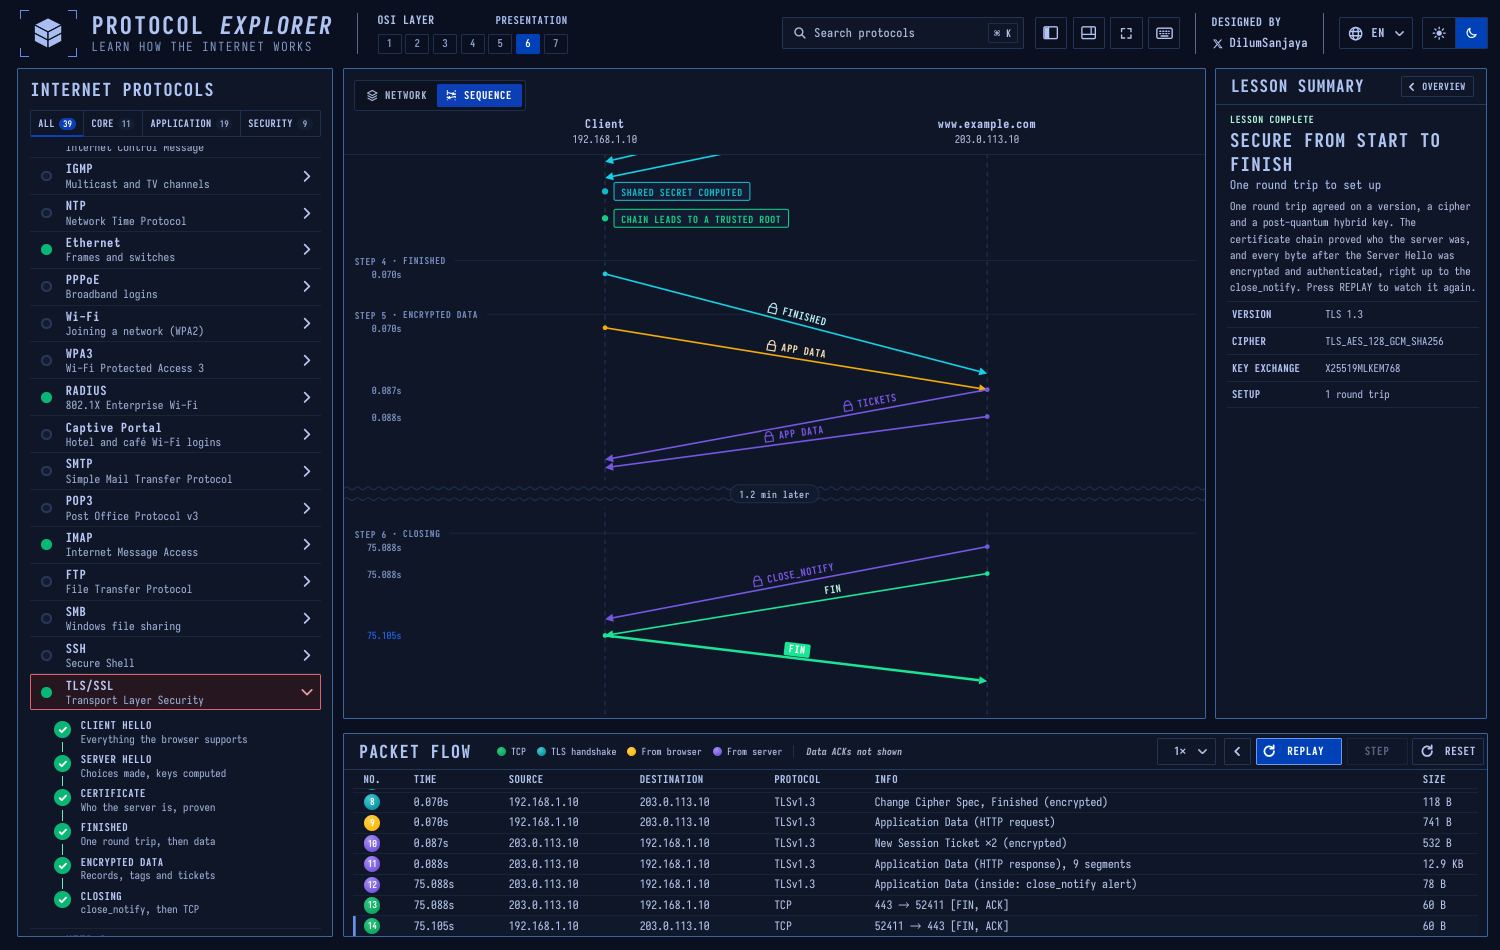 PROTOCOL EXPLORER
LEARN HOW THE INTERNET WORKS
OSI LAYER PRESENTATION
1 2 3 4 5 6 7
Search protocols ⌘ K
DESIGNED BY
DilumSanjaya
EN
INTERNET PROTOCOLS
ALL 39 CORE 11 APPLICATION 19 SECURITY 9
Internet Control Message
IGMP
Multicast and TV channels
NTP
Network Time Protocol
Ethernet
Frames and switches
PPPoE
Broadband logins
Wi-Fi
Joining a network (WPA2)
WPA3
Wi-Fi Protected Access 3
RADIUS
802.1X Enterprise Wi-Fi
Captive Portal
Hotel and café Wi-Fi logins
SMTP
Simple Mail Transfer Protocol
POP3
Post Office Protocol v3
IMAP
Internet Message Access
FTP
File Transfer Protocol
SMB
Windows file sharing
SSH
Secure Shell
TLS/SSL
Transport Layer Security
CLIENT HELLO
Everything the browser supports
SERVER HELLO
Choices made, keys computed
CERTIFICATE
Who the server is, proven
FINISHED
One round trip, then data
ENCRYPTED DATA
Records, tags and tickets
CLOSING
close_notify, then TCP
NETWORK SEQUENCE
Client www.example.com
192.168.1.10 203.0.113.10
SHARED SECRET COMPUTED
CHAIN LEADS TO A TRUSTED ROOT
STEP 4 · FINISHED
0.070s
FINISHED
STEP 5 · ENCRYPTED DATA
0.070s
APP DATA
0.087s
TICKETS
0.088s
APP DATA
1.2 min later
STEP 6 · CLOSING
75.088s
CLOSE_NOTIFY
75.088s
FIN
75.105s
FIN
LESSON SUMMARY OVERVIEW
LESSON COMPLETE
SECURE FROM START TO
FINISH
One round trip to set up
One round trip agreed on a version, a cipher
and a post-quantum hybrid key. The
certificate chain proved who the server was,
and every byte after the Server Hello was
encrypted and authenticated, right up to the
close_notify. Press REPLAY to watch it again.
VERSION TLS 1.3
CIPHER TLS_AES_128_GCM_SHA256
KEY EXCHANGE X25519MLKEM768
SETUP 1 round trip
PACKET FLOW TCP TLS handshake From browser From server Data ACKs not shown 1× REPLAY STEP RESET
NO. TIME SOURCE DESTINATION PROTOCOL INFO SIZE
8 0.070s 192.168.1.10 203.0.113.10 TLSv1.3 Change Cipher Spec, Finished (encrypted) 118 B
9 0.070s 192.168.1.10 203.0.113.10 TLSv1.3 Application Data (HTTP request) 741 B
10 0.087s 203.0.113.10 192.168.1.10 TLSv1.3 New Session Ticket ×2 (encrypted) 532 B
11 0.088s 203.0.113.10 192.168.1.10 TLSv1.3 Application Data (HTTP response), 9 segments 12.9 KB
12 75.088s 203.0.113.10 192.168.1.10 TLSv1.3 Application Data (inside: close_notify alert) 78 B
13 75.088s 203.0.113.10 192.168.1.10 TCP 443 → 52411 [FIN, ACK] 60 B
14 75.105s 192.168.1.10 203.0.113.10 TCP 52411 → 443 [FIN, ACK] 60 B